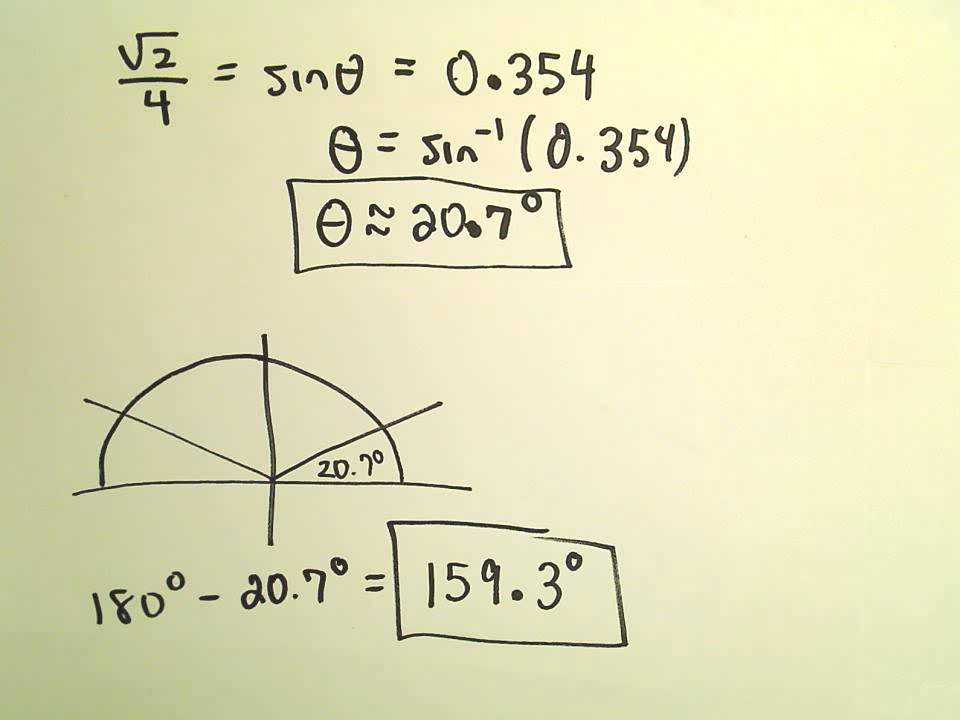 √2/4 = sinθ = 0.354
θ = sin⁻¹(0.354)
θ ≈ 20.7°
20.7°
180° - 20.7° = 159.3°